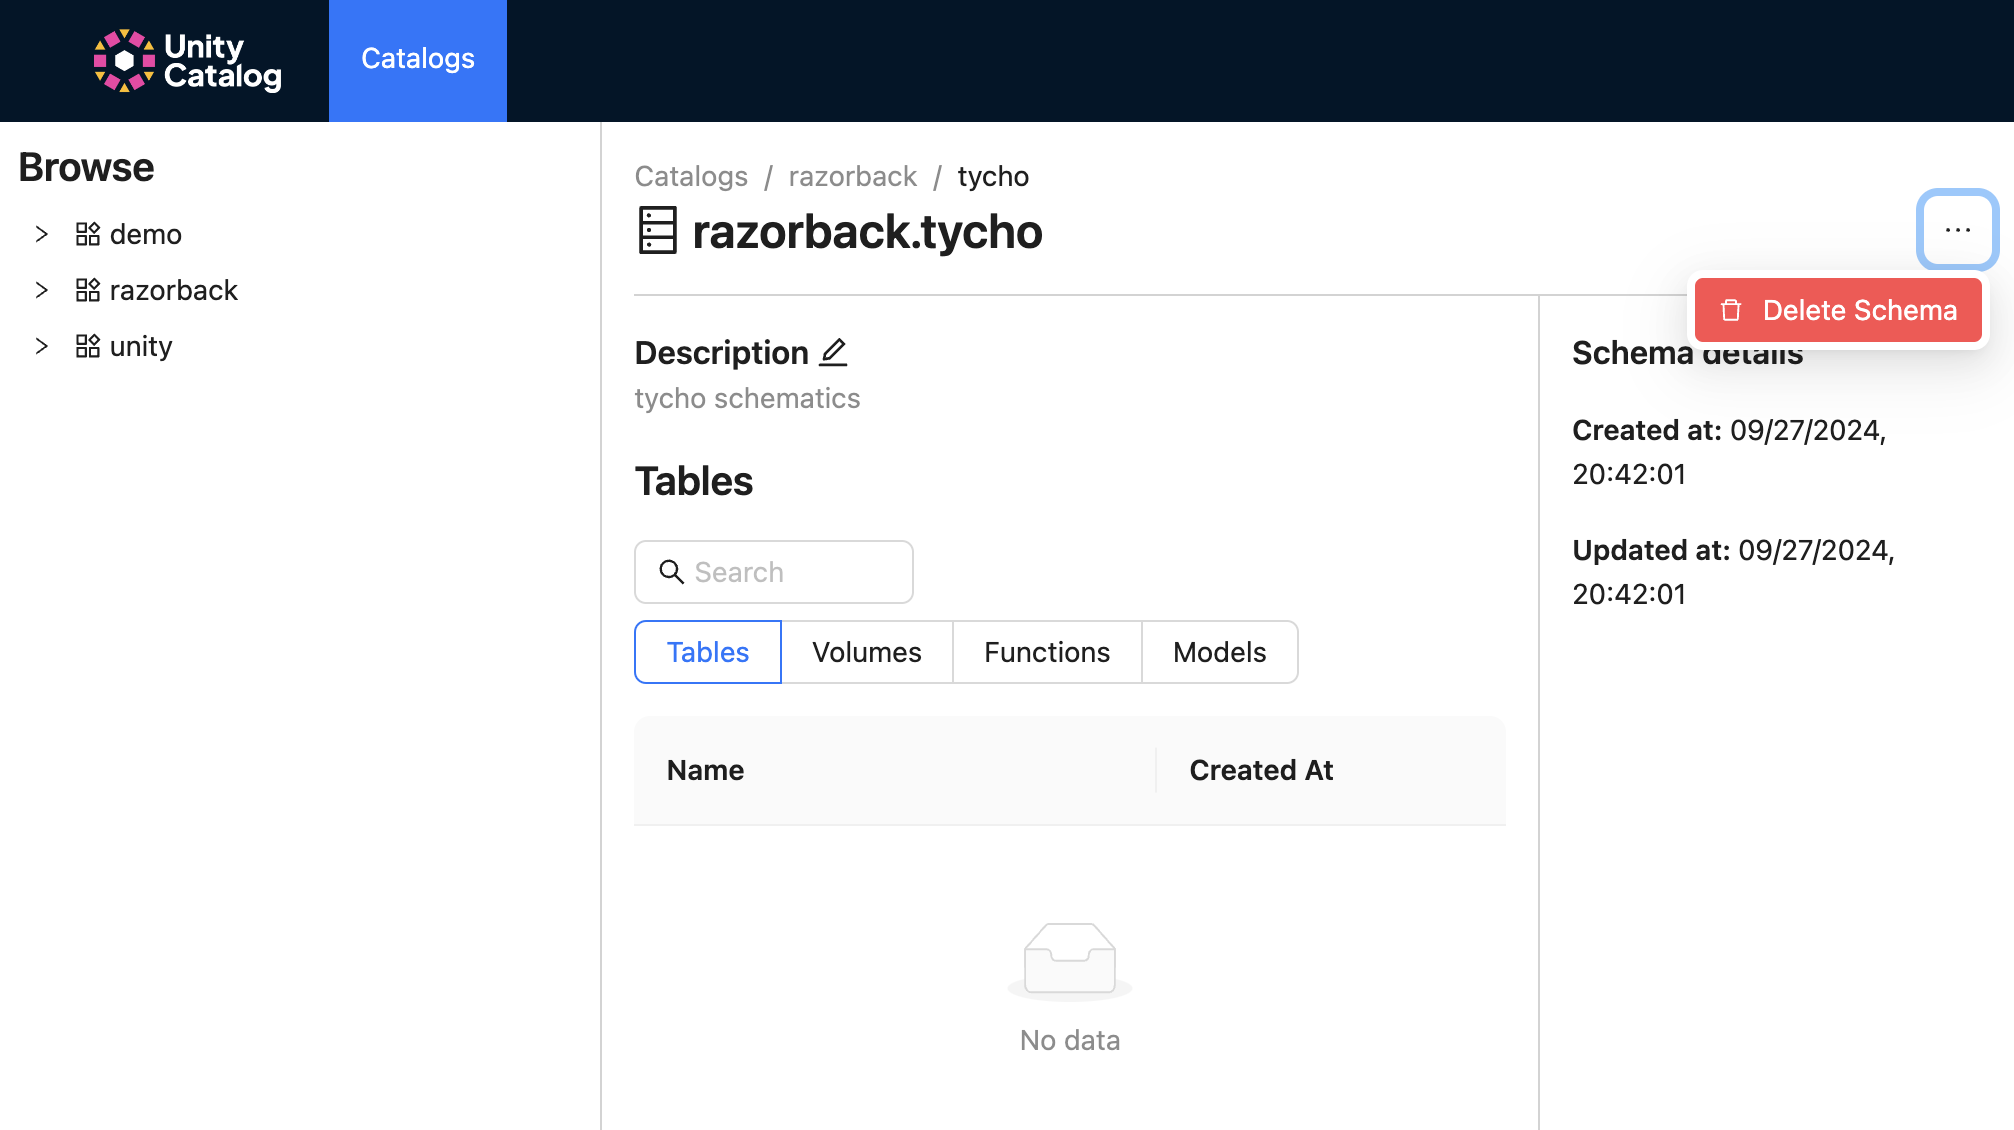 Unity
Catalog
Catalogs
Browse
demo
razorback
unity
Catalogs / razorback / tycho
razorback.tycho
...
Delete Schema
Description
tycho schematics
Tables
Search
Tables
Volumes
Functions
Models
Name
Created At
No data
Schema details
Created at: 09/27/2024,
20:42:01
Updated at: 09/27/2024,
20:42:01